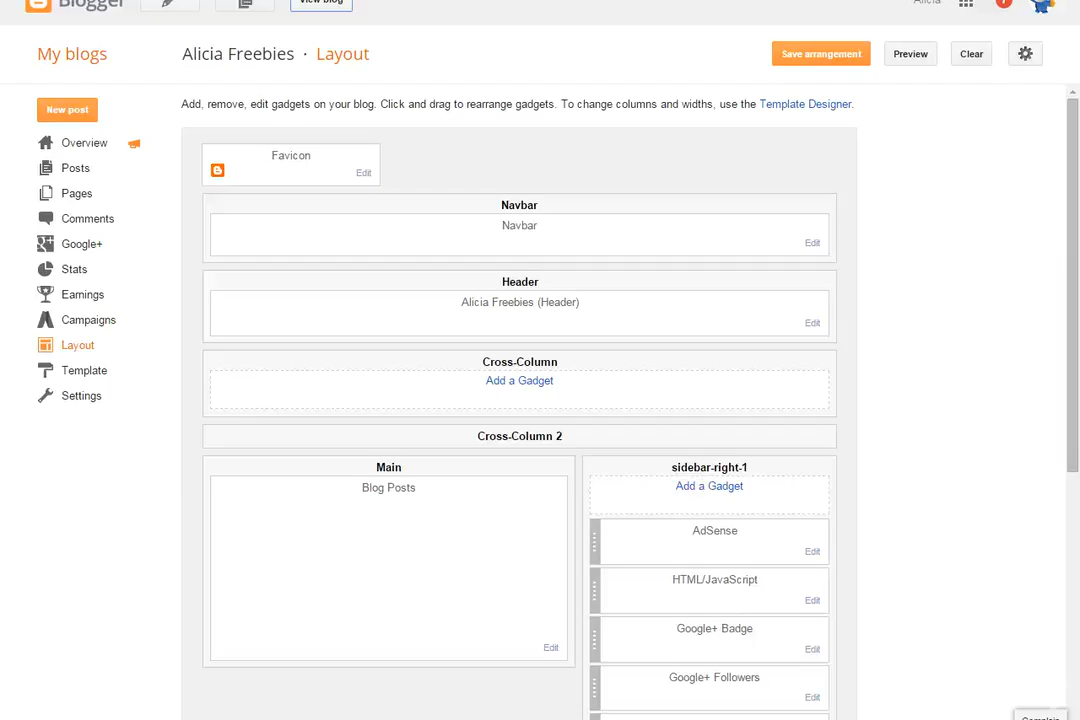 Blogger
View blog
Alicia
My blogs
Alicia Freebies · Layout
Save arrangement
Preview
Clear
New post
Add, remove, edit gadgets on your blog. Click and drag to rearrange gadgets. To change columns and widths, use the Template Designer.
Overview
Posts
Pages
Comments
Google+
Stats
Earnings
Campaigns
Layout
Template
Settings
Favicon
Edit
Navbar
Navbar
Edit
Header
Alicia Freebies (Header)
Edit
Cross-Column
Add a Gadget
Cross-Column 2
Main
Blog Posts
Edit
sidebar-right-1
Add a Gadget
AdSense
Edit
HTML/JavaScript
Edit
Google+ Badge
Edit
Google+ Followers
Edit